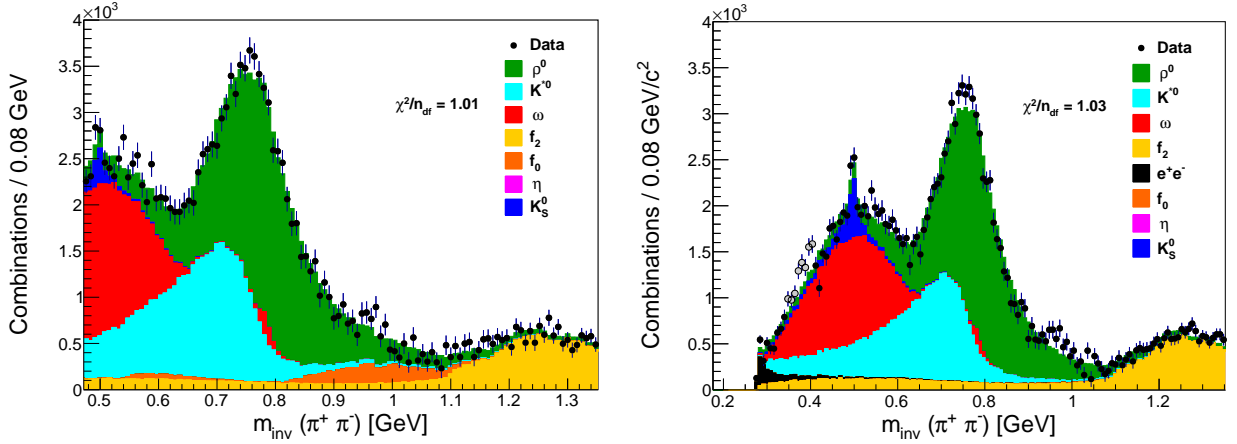 ×10³
4
3.5
3
2.5
2
1.5
1
0.5
0
Combinations / 0.08 GeV
χ²/n_df = 1.01
Data
ρ⁰
K*⁰
ω
f₂
f₀
η
K⁰_S
0.5 0.6 0.7 0.8 0.9 1 1.1 1.2 1.3
m_inv (π⁺ π⁻) [GeV]
×10³
4
3.5
3
2.5
2
1.5
1
0.5
0
Combinations / 0.08 GeV/c²
χ²/n_df = 1.03
Data
ρ⁰
K*⁰
ω
f₂
e⁺e⁻
f₀
η
K⁰_S
0.2 0.4 0.6 0.8 1 1.2
m_inv (π⁺ π⁻) [GeV]